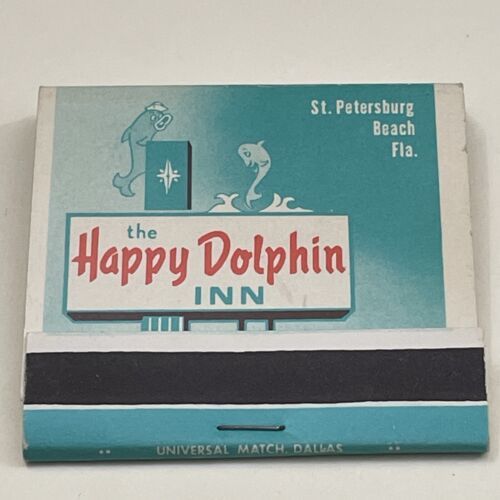 St. Petersburg
Beach
Fla.
the
Happy Dolphin
INN
UNIVERSAL MATCH, DALLAS